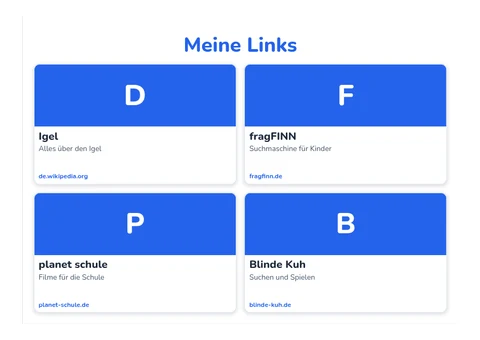 Meine Links
D
Igel
Alles über den Igel
de.wikipedia.org
F
fragFINN
Suchmaschine für Kinder
fragfinn.de
P
planet schule
Filme für die Schule
planet-schule.de
B
Blinde Kuh
Suchen und Spielen
blinde-kuh.de